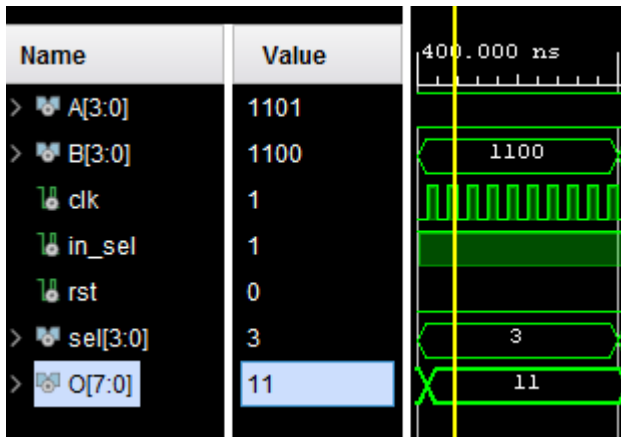 Name Value 400.000 ns
A[3:0] 1101
B[3:0] 1100 1100
clk 1
in_sel 1
rst 0
sel[3:0] 3 3
O[7:0] 11 11